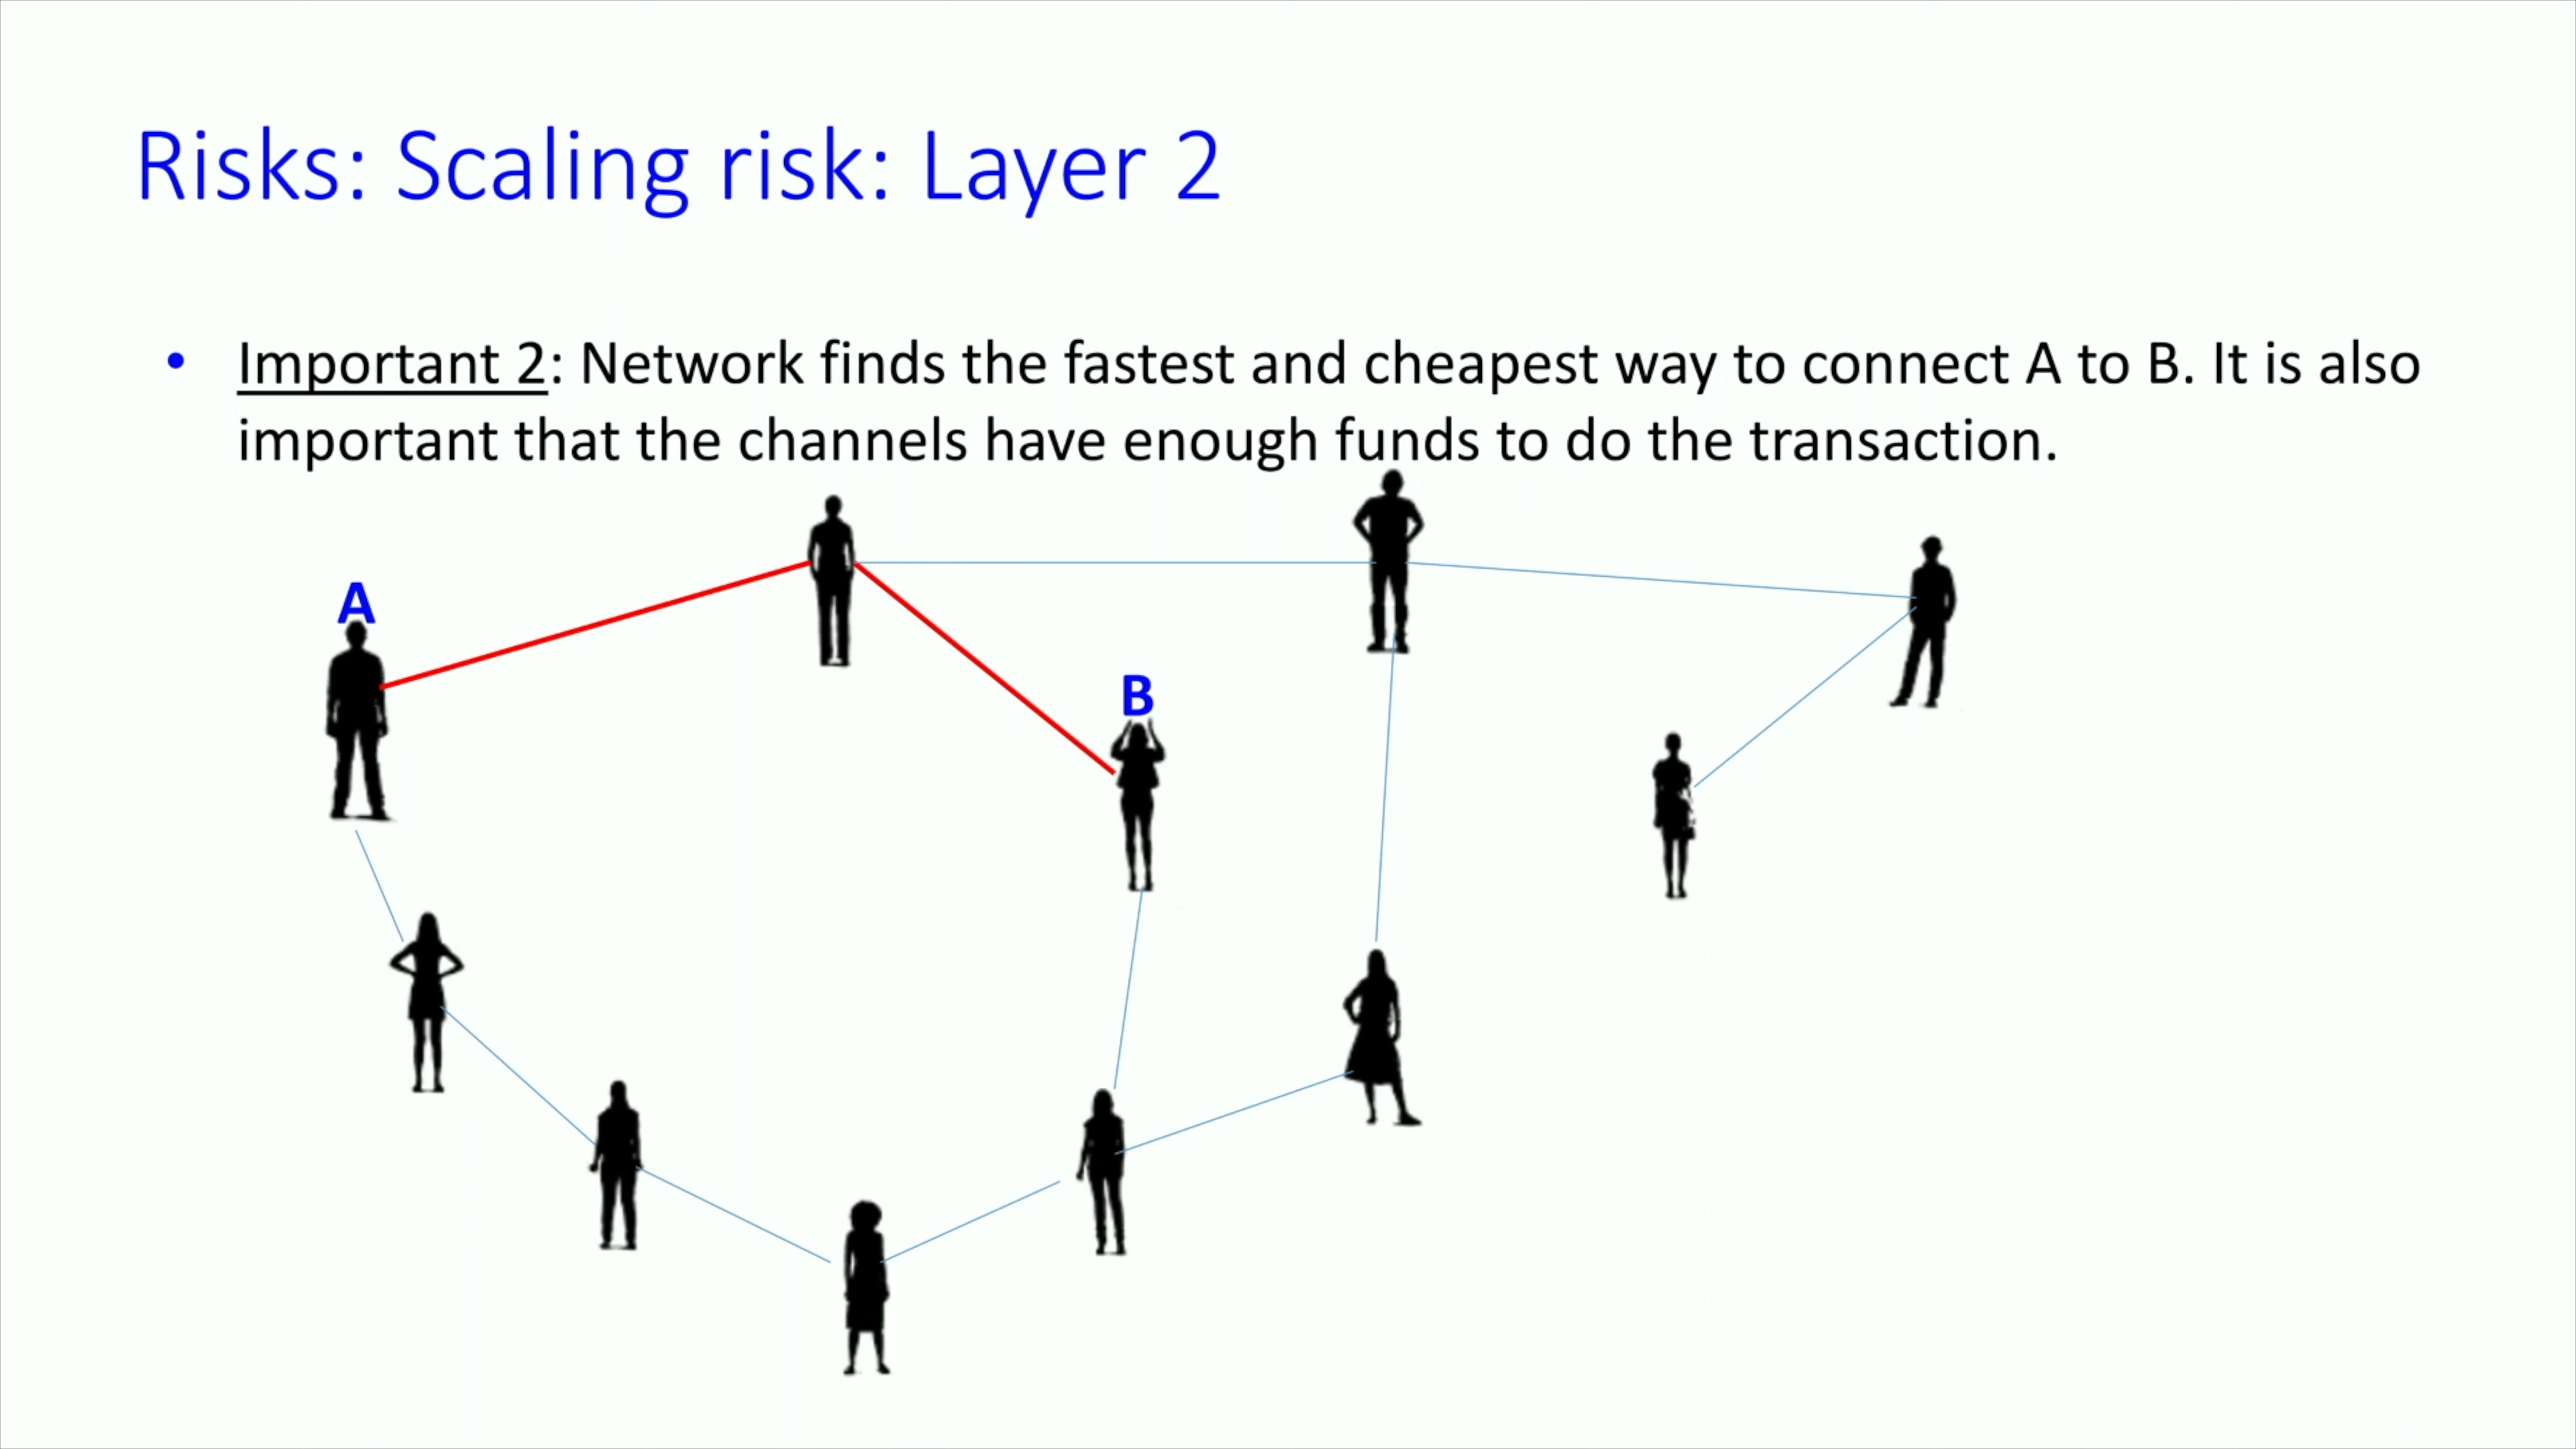 Risks: Scaling risk: Layer 2
• Important 2: Network finds the fastest and cheapest way to connect A to B. It is also
important that the channels have enough funds to do the transaction.
A
B